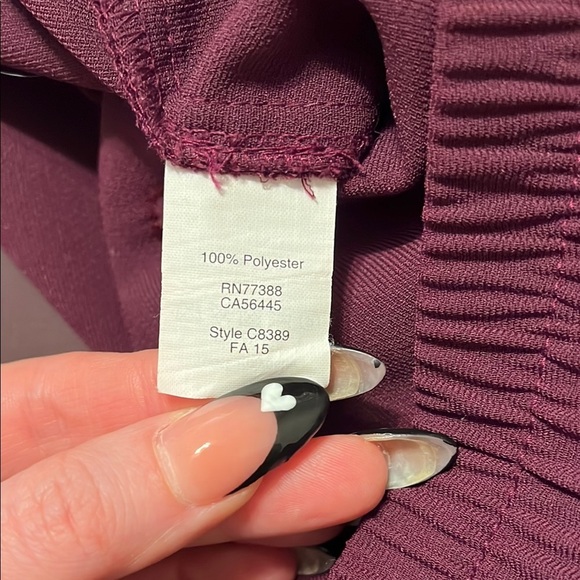 100% Polyester
RN77388
CA56445
Style C8389
FA 15